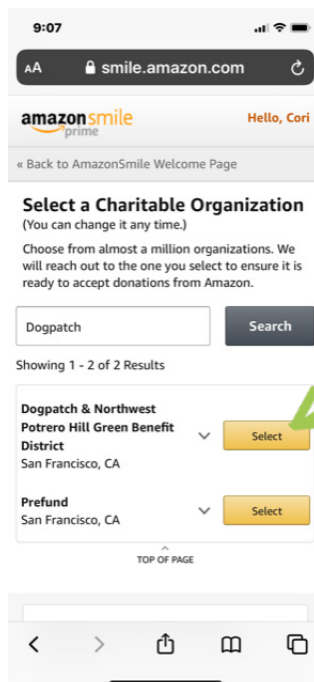 9:07
AA smile.amazon.com
amazonsmile
prime
Hello, Cori
« Back to AmazonSmile Welcome Page
Select a Charitable Organization
(You can change it any time.)
Choose from almost a million organizations. We
will reach out to the one you select to ensure it is
ready to accept donations from Amazon.
Dogpatch
Search
Showing 1 - 2 of 2 Results
Dogpatch & Northwest
Potrero Hill Green Benefit
District
San Francisco, CA
Select
Prefund
San Francisco, CA
Select
TOP OF PAGE